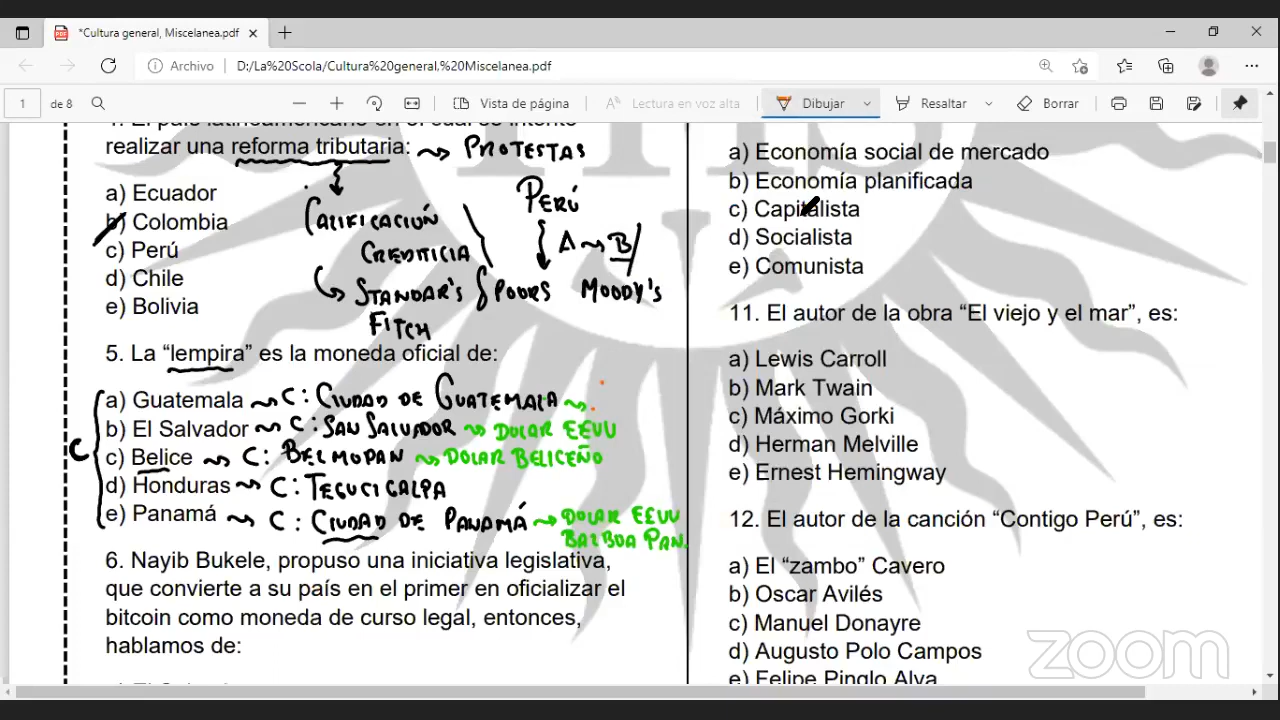 *Cultura general, Miscelanea.pdf
Archivo D:/La%20Scola/Cultura%20general,%20Miscelanea.pdf
1 de 8 Vista de página Lectura en voz alta Dibujar Resaltar Borrar
realizar una reforma tributaria: PROTESTAS
a) Ecuador
b) Colombia
c) Perú
d) Chile
e) Bolivia
CALIFICACIÓN
CREDITICIA
STANDAR'S & POORS
FITCH
PERÚ
A B
MOODY'S
5. La “lempira” es la moneda oficial de:
C
a) Guatemala C: CIUDAD DE GUATEMALA
b) El Salvador C: SAN SALVADOR DOLAR EEUU
c) Belice C: BELMOPAN DOLAR BELICEÑO
d) Honduras C: TEGUCIGALPA
e) Panamá C: CIUDAD DE PANAMÁ DOLAR EEUU
BALBOA PAN.
6. Nayib Bukele, propuso una iniciativa legislativa,
que convierte a su país en el primer en oficializar el
bitcoin como moneda de curso legal, entonces,
hablamos de:
a) Economía social de mercado
b) Economía planificada
c) Capitalista
d) Socialista
e) Comunista
11. El autor de la obra “El viejo y el mar”, es:
a) Lewis Carroll
b) Mark Twain
c) Máximo Gorki
d) Herman Melville
e) Ernest Hemingway
12. El autor de la canción “Contigo Perú”, es:
a) El “zambo” Cavero
b) Oscar Avilés
c) Manuel Donayre
d) Augusto Polo Campos
e) Felipe Pinglo Alva
zoom